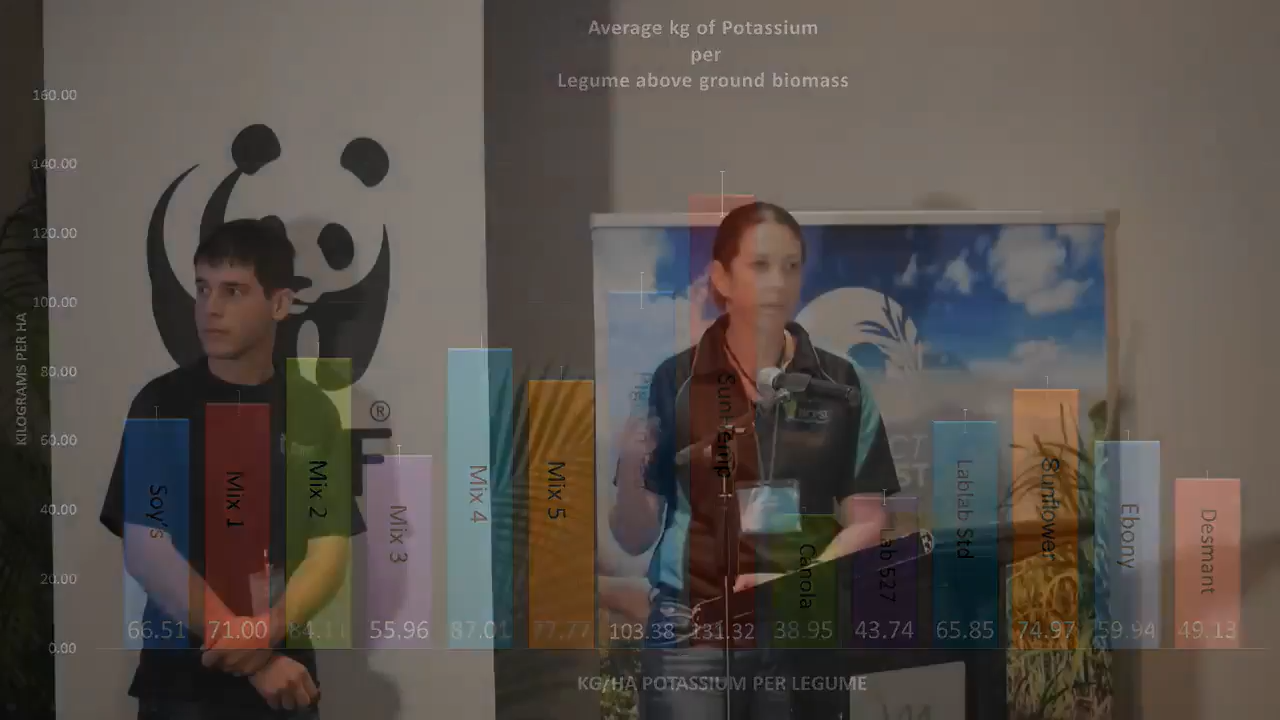 Average kg of Potassium
per
Legume above ground biomass
160.00
140.00
120.00
100.00
80.00
60.00
40.00
20.00
0.00
KILOGRAMS PER HA
®
F
CT
ST
Soy's
Mix 1
Mix 2
Mix 3
Mix 4
Mix 5
Canola
Lab 527
Lablab Std
Sunflower
Ebony
Desmant
66.51
71.00
84.11
55.96
87.01
77.77
103.38
131.32
38.95
43.74
65.85
74.97
59.94
49.13
KG/HA POTASSIUM PER LEGUME